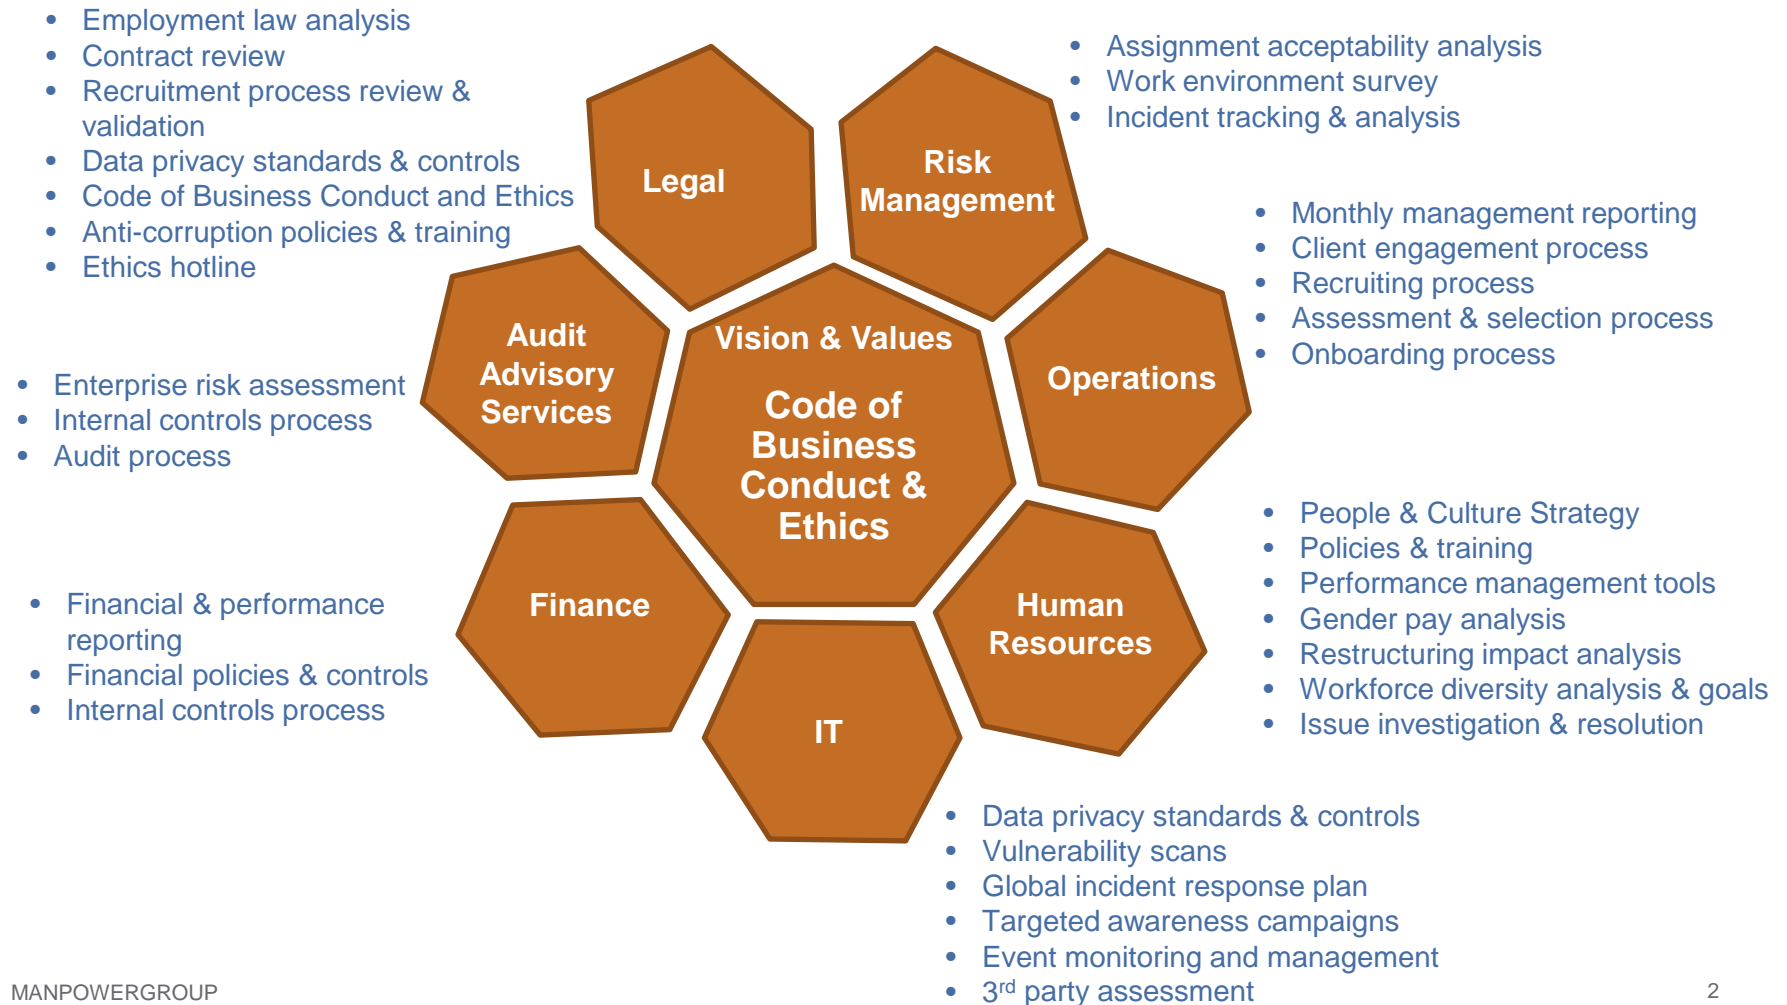 • Employment law analysis
• Contract review
• Recruitment process review &
validation
• Data privacy standards & controls
• Code of Business Conduct and Ethics
• Anti-corruption policies & training
• Ethics hotline
Legal
Risk
Management
• Assignment acceptability analysis
• Work environment survey
• Incident tracking & analysis
• Monthly management reporting
• Client engagement process
• Recruiting process
• Assessment & selection process
• Onboarding process
Operations
Audit
Advisory
Services
• Enterprise risk assessment
• Internal controls process
• Audit process
Vision & Values
Code of
Business
Conduct &
Ethics
• People & Culture Strategy
• Policies & training
• Performance management tools
• Gender pay analysis
• Restructuring impact analysis
• Workforce diversity analysis & goals
• Issue investigation & resolution
Human
Resources
Finance
• Financial & performance
reporting
• Financial policies & controls
• Internal controls process
IT
• Data privacy standards & controls
• Vulnerability scans
• Global incident response plan
• Targeted awareness campaigns
• Event monitoring and management
• 3rd party assessment
MANPOWERGROUP
2